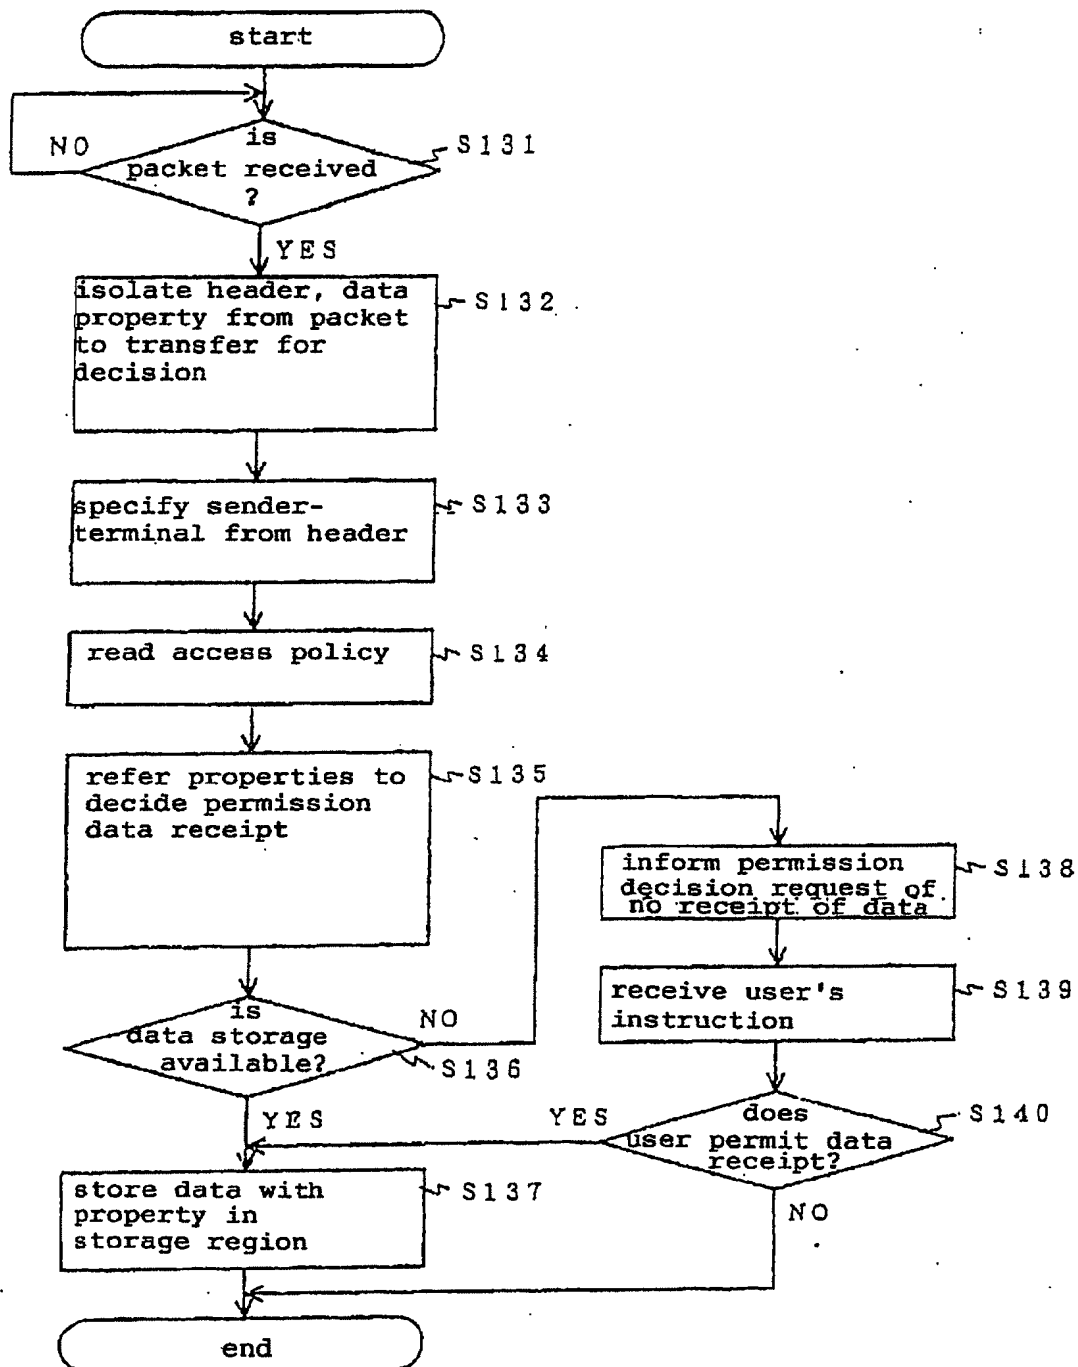 start
is
packet received
?
NO
S131
YES
isolate header, data
property from packet
to transfer for
decision
S132
specify sender-
terminal from header
S133
read access policy
S134
refer properties to
decide permission
data receipt
S135
is
data storage
available?
NO
S136
YES
inform permission
decision request of
no receipt of data
S138
receive user's
instruction
S139
does
user permit data
receipt?
S140
YES
NO
store data with
property in
storage region
S137
end